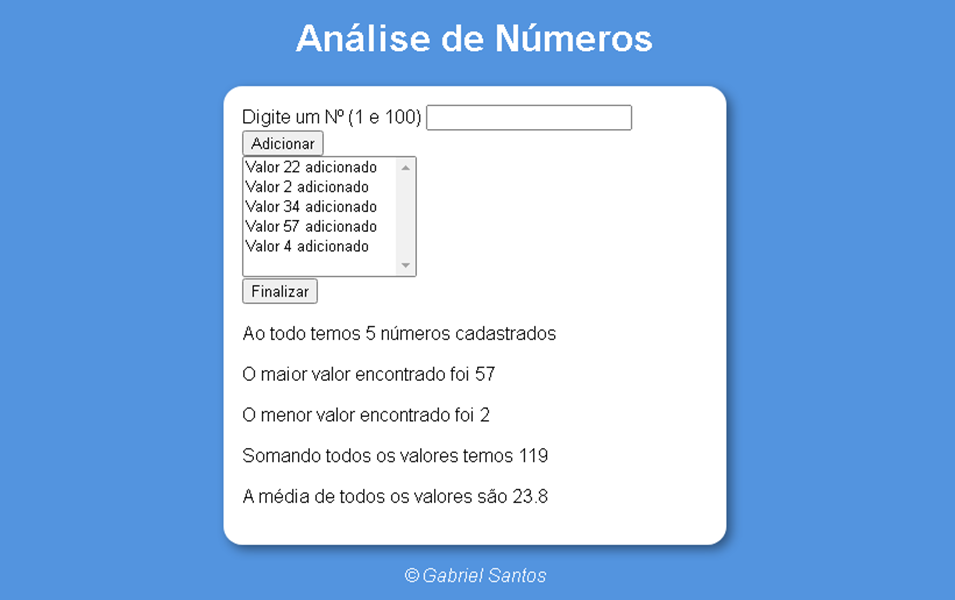 Análise de Números
Digite um Nº (1 e 100)
Adicionar
Valor 22 adicionado
Valor 2 adicionado
Valor 34 adicionado
Valor 57 adicionado
Valor 4 adicionado
Finalizar
Ao todo temos 5 números cadastrados
O maior valor encontrado foi 57
O menor valor encontrado foi 2
Somando todos os valores temos 119
A média de todos os valores são 23.8
© Gabriel Santos